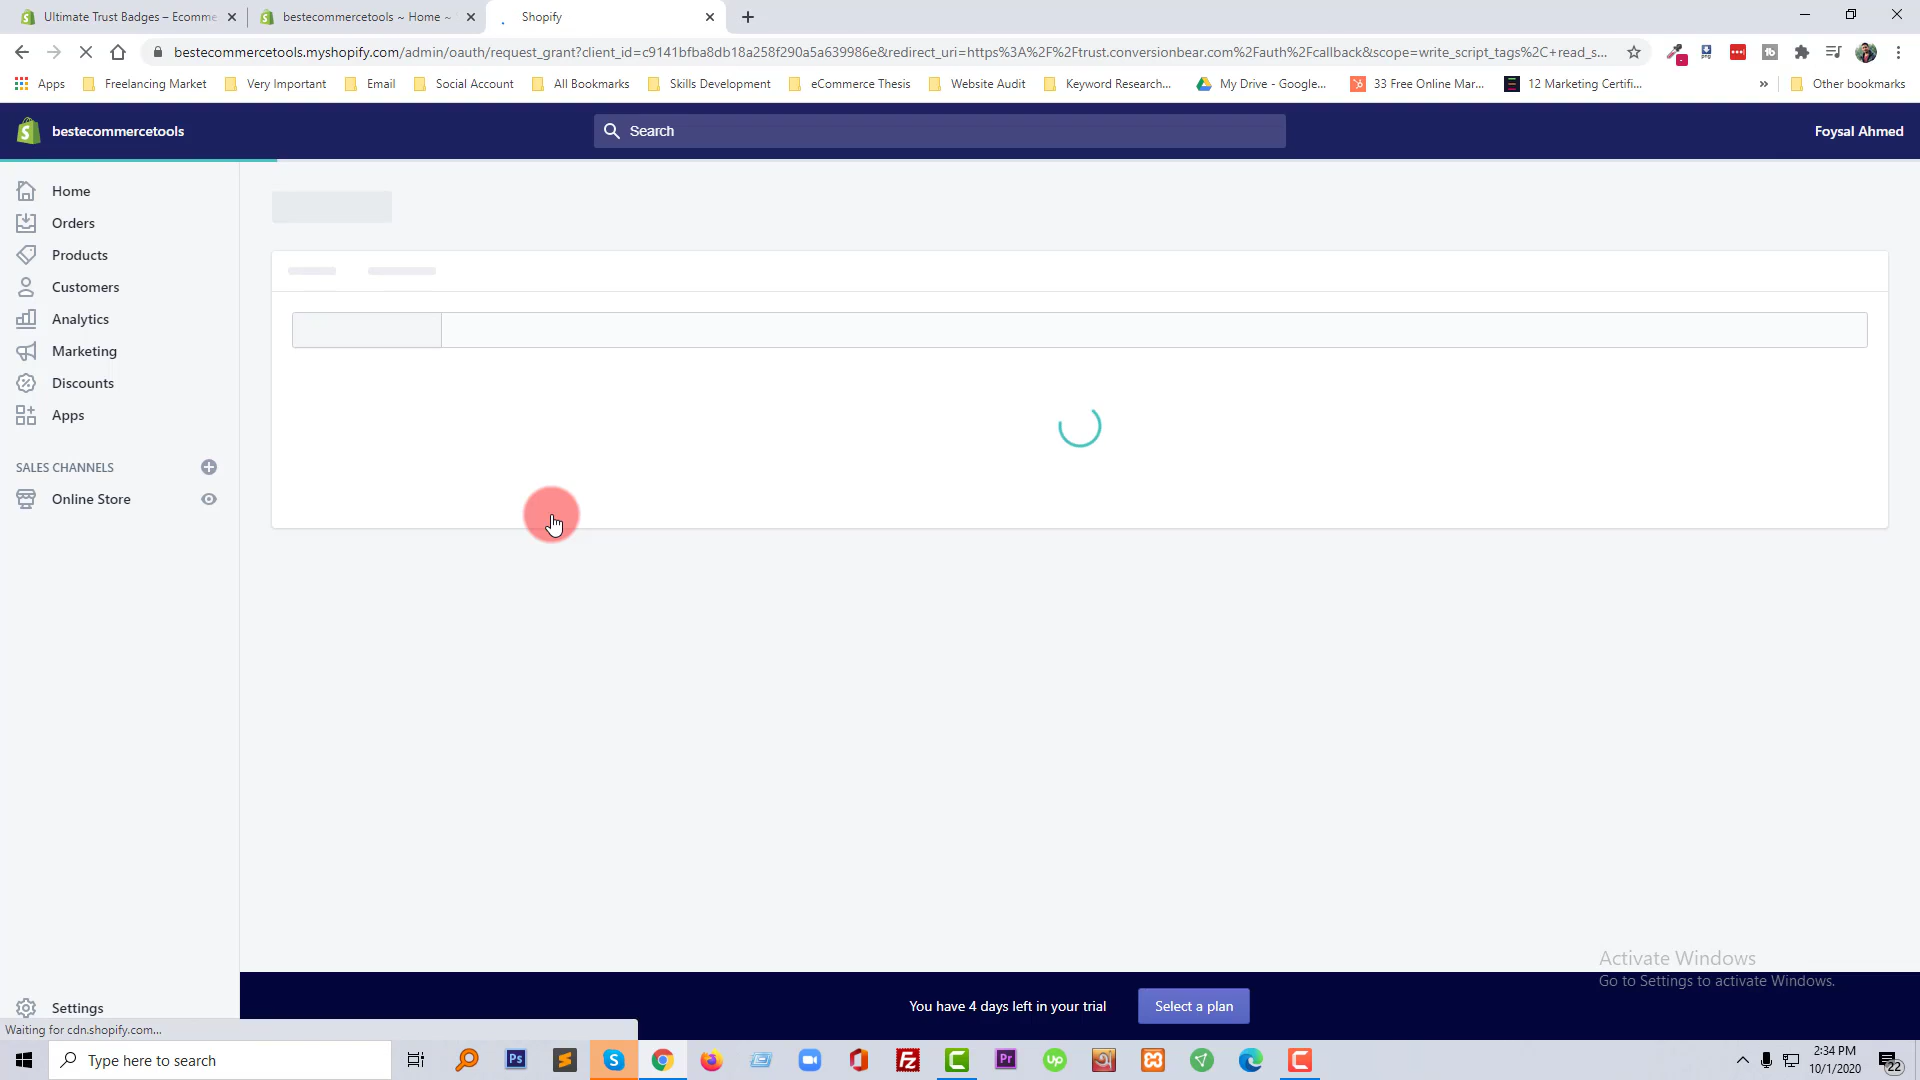 Ultimate Trust Badges – Ecomme
bestecommercetools ~ Home ~
Shopify
bestecommercetools.myshopify.com/admin/oauth/request_grant?client_id=c9141bfba8db18a258f290a5a639986e&redirect_uri=https%3A%2F%2Ftrust.conversionbear.com%2Fauth%2Fcallback&scope=write_script_tags%2C+read_s...
Apps
Freelancing Market
Very Important
Email
Social Account
All Bookmarks
Skills Development
eCommerce Thesis
Website Audit
Keyword Research...
My Drive - Google...
33 Free Online Mar...
12 Marketing Certifi...
»
Other bookmarks
bestecommercetools
Search
Foysal Ahmed
Home
Orders
Products
Customers
Analytics
Marketing
Discounts
Apps
SALES CHANNELS
Online Store
Activate Windows
Go to Settings to activate Windows.
You have 4 days left in your trial
Select a plan
Settings
Waiting for cdn.shopify.com...
Type here to search
2:34 PM
10/1/2020
22